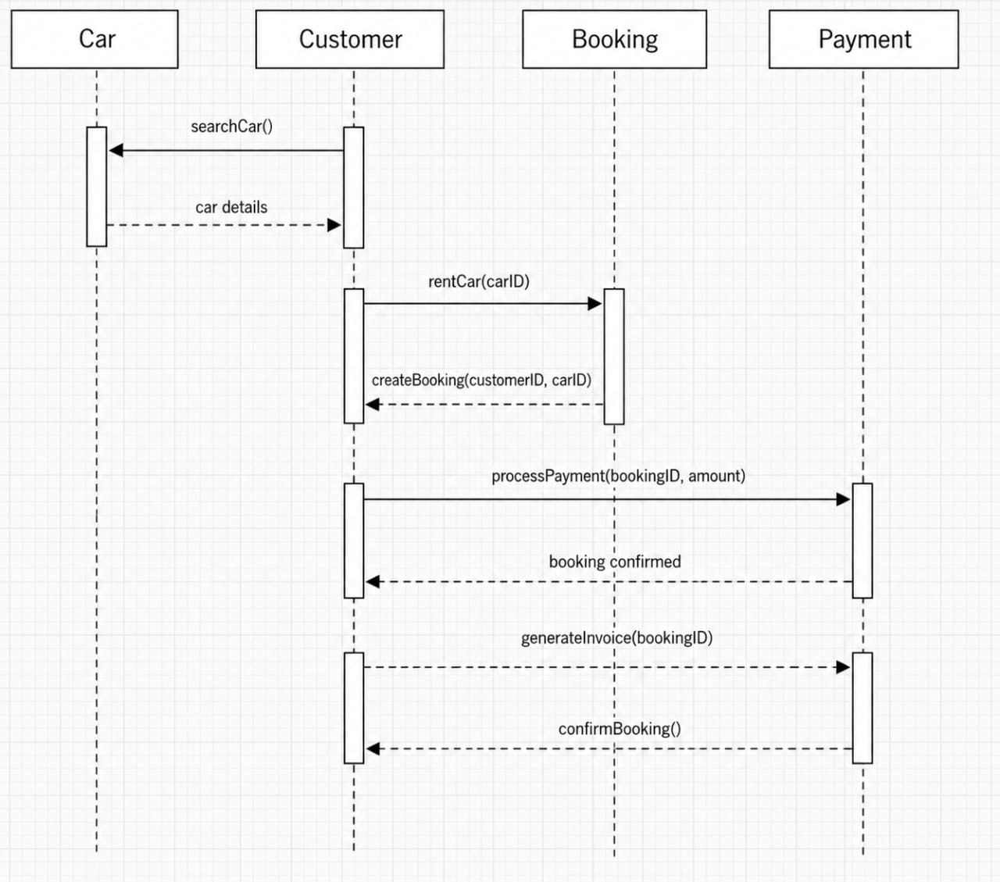 Car
Customer
Booking
Payment
searchCar()
car details
rentCar(carID)
createBooking(customerID, carID)
processPayment(bookingID, amount)
booking confirmed
generateInvoice(bookingID)
confirmBooking()